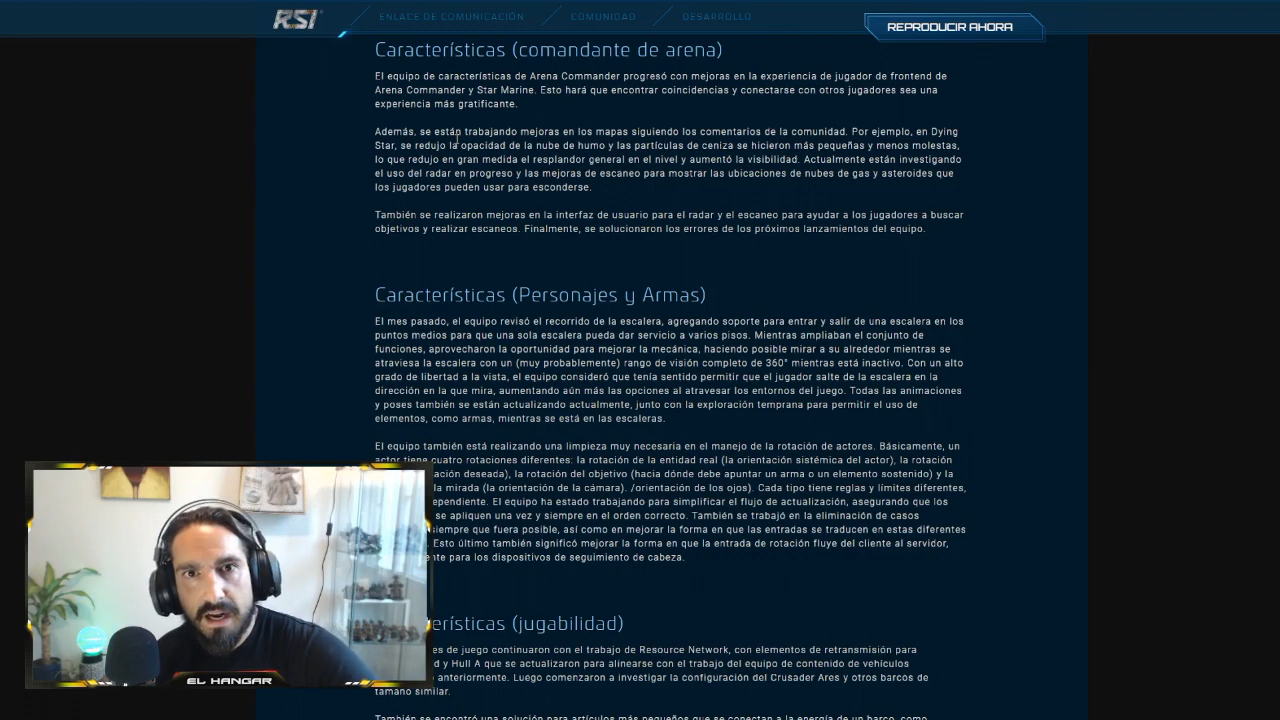 RSI
ENLACE DE COMUNICACIÓN
COMUNIDAD
DESARROLLO
REPRODUCIR AHORA
Características (comandante de arena)
El equipo de características de Arena Commander progresó con mejoras en la experiencia de jugador de frontend de
Arena Commander y Star Marine. Esto hará que encontrar coincidencias y conectarse con otros jugadores sea una
experiencia más gratificante.
Además, se están trabajando mejoras en los mapas siguiendo los comentarios de la comunidad. Por ejemplo, en Dying
Star, se redujo la opacidad de la nube de humo y las partículas de ceniza se hicieron más pequeñas y menos molestas,
lo que redujo en gran medida el resplandor general en el nivel y aumentó la visibilidad. Actualmente están investigando
el uso del radar en progreso y las mejoras de escaneo para mostrar las ubicaciones de nubes de gas y asteroides que
los jugadores pueden usar para esconderse.
También se realizaron mejoras en la interfaz de usuario para el radar y el escaneo para ayudar a los jugadores a buscar
objetivos y realizar escaneos. Finalmente, se solucionaron los errores de los próximos lanzamientos del equipo.
Características (Personajes y Armas)
El mes pasado, el equipo revisó el recorrido de la escalera, agregando soporte para entrar y salir de una escalera en los
puntos medios para que una sola escalera pueda dar servicio a varios pisos. Mientras ampliaban el conjunto de
funciones, aprovecharon la oportunidad para mejorar la mecánica, haciendo posible mirar a su alrededor mientras se
atraviesa la escalera con un (muy probablemente) rango de visión completo de 360° mientras está inactivo. Con un alto
grado de libertad a la vista, el equipo consideró que tenía sentido permitir que el jugador salte de la escalera en la
dirección en la que mira, aumentando aún más las opciones al atravesar los entornos del juego. Todas las animaciones
y poses también se están actualizando actualmente, junto con la exploración temprana para permitir el uso de
elementos, como armas, mientras se está en las escaleras.
El equipo también está realizando una limpieza muy necesaria en el manejo de la rotación de actores. Básicamente, un
actor tiene cuatro rotaciones diferentes: la rotación de la entidad real (la orientación sistémica del actor), la rotación
ación deseada), la rotación del objetivo (hacia dónde debe apuntar un arma o un elemento sostenido) y la
la mirada (la orientación de la cámara). /orientación de los ojos). Cada tipo tiene reglas y límites diferentes,
ependiente. El equipo ha estado trabajando para simplificar el flujo de actualización, asegurando que los
se apliquen una vez y siempre en el orden correcto. También se trabajó en la eliminación de casos
siempre que fuera posible, así como en mejorar la forma en que las entradas se traducen en estas diferentes
Esto último también significó mejorar la forma en que la entrada de rotación fluye del cliente al servidor,
nte para los dispositivos de seguimiento de cabeza.
erísticas (jugabilidad)
es de juego continuaron con el trabajo de Resource Network, con elementos de retransmisión para
d y Hull A que se actualizaron para alinearse con el trabajo del equipo de contenido de vehículos
anteriormente. Luego comenzaron a investigar la configuración del Crusader Ares y otros barcos de
tamaño similar.
También se encontró una solución para artículos más pequeños que se conectan a la energía de un barco, como
EL HANGAR